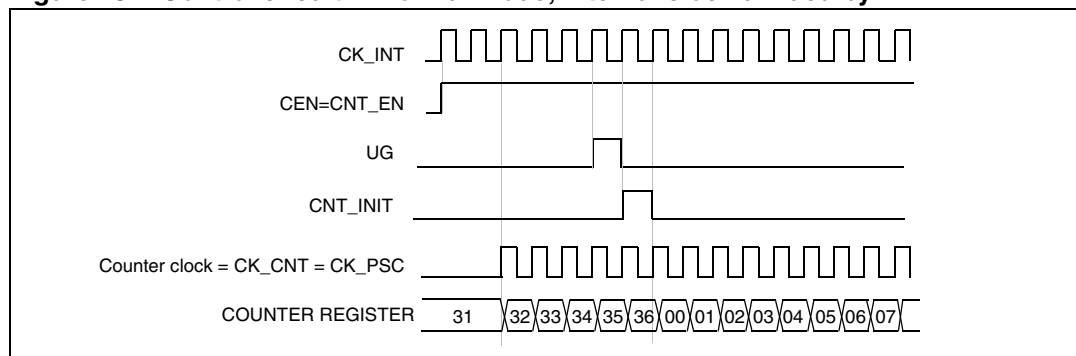 CK_INT
CEN=CNT_EN
UG
CNT_INIT
Counter clock = CK_CNT = CK_PSC
COUNTER REGISTER 31 32 33 34 35 36 00 01 02 03 04 05 06 07